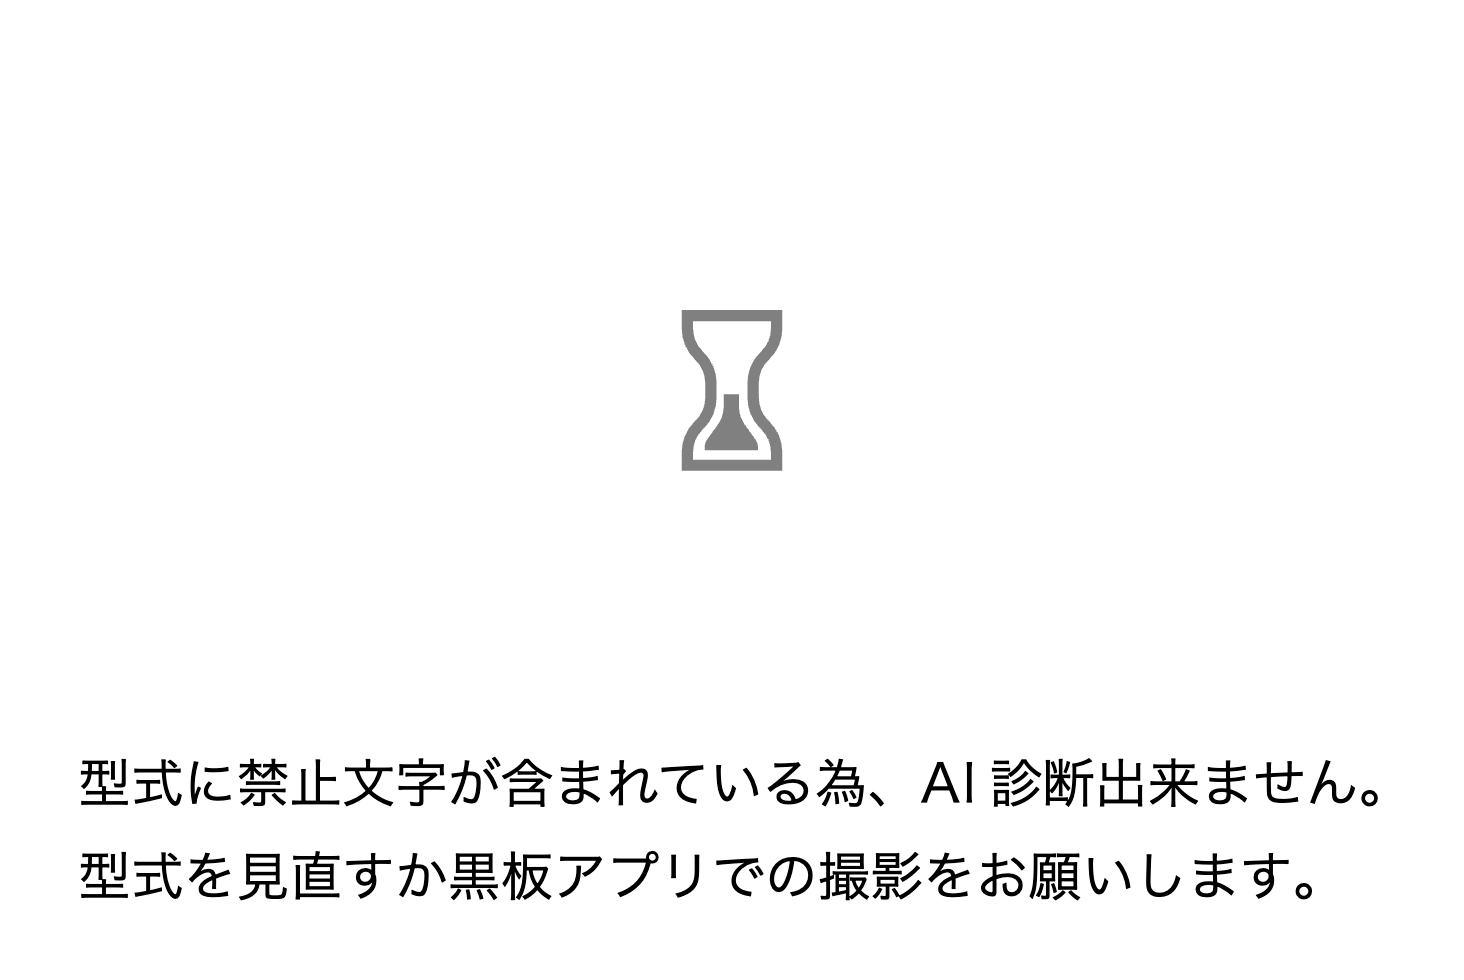 型式に禁止文字が含まれている為、AI 診断出来ません。
型式を見直すか黒板アプリでの撮影をお願いします。